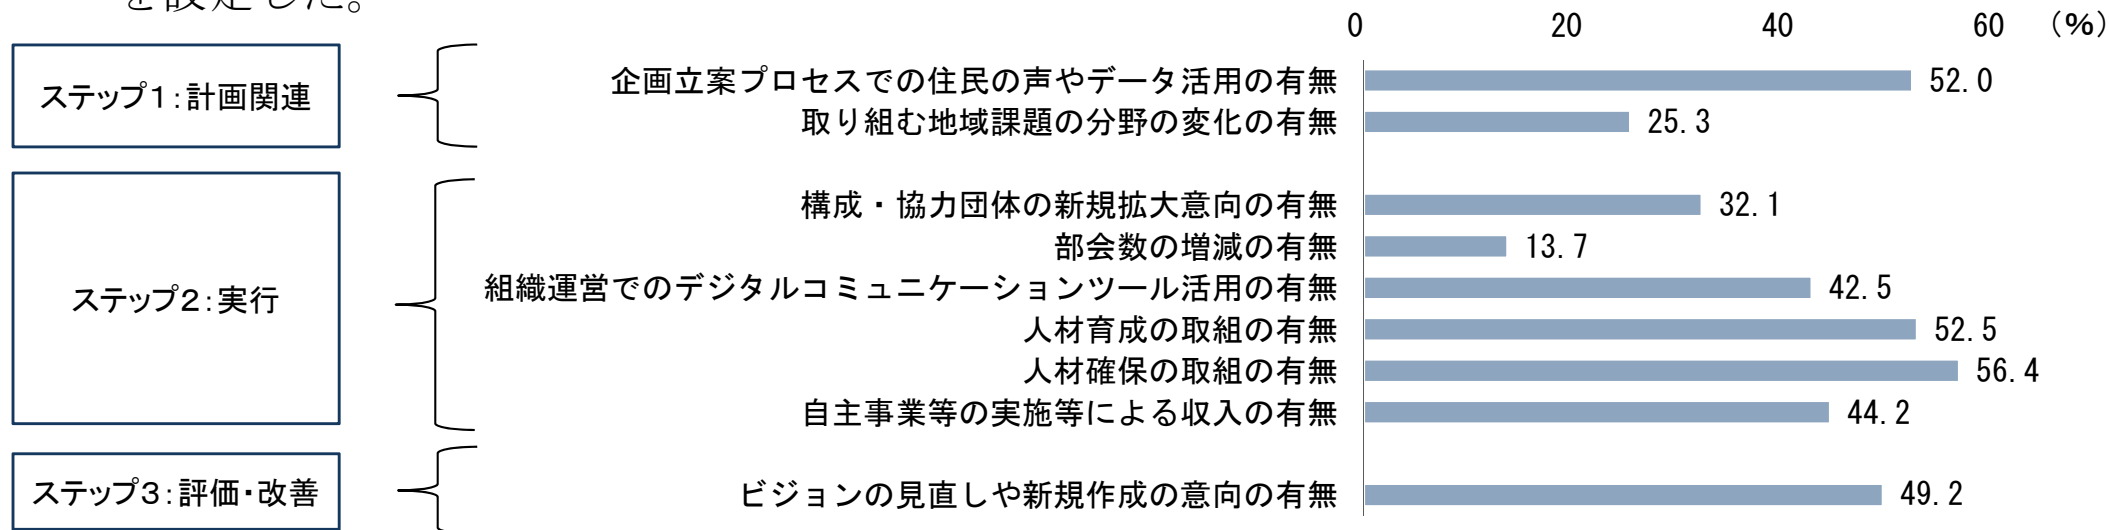 を設定した。
0 20 40 60 (%)
ステップ1:計画関連
企画立案プロセスでの住民の声やデータ活用の有無 52.0
取り組む地域課題の分野の変化の有無 25.3
ステップ2:実行
構成・協力団体の新規拡大意向の有無 32.1
部会数の増減の有無 13.7
組織運営でのデジタルコミュニケーションツール活用の有無 42.5
人材育成の取組の有無 52.5
人材確保の取組の有無 56.4
自主事業等の実施等による収入の有無 44.2
ステップ3:評価・改善
ビジョンの見直しや新規作成の意向の有無 49.2